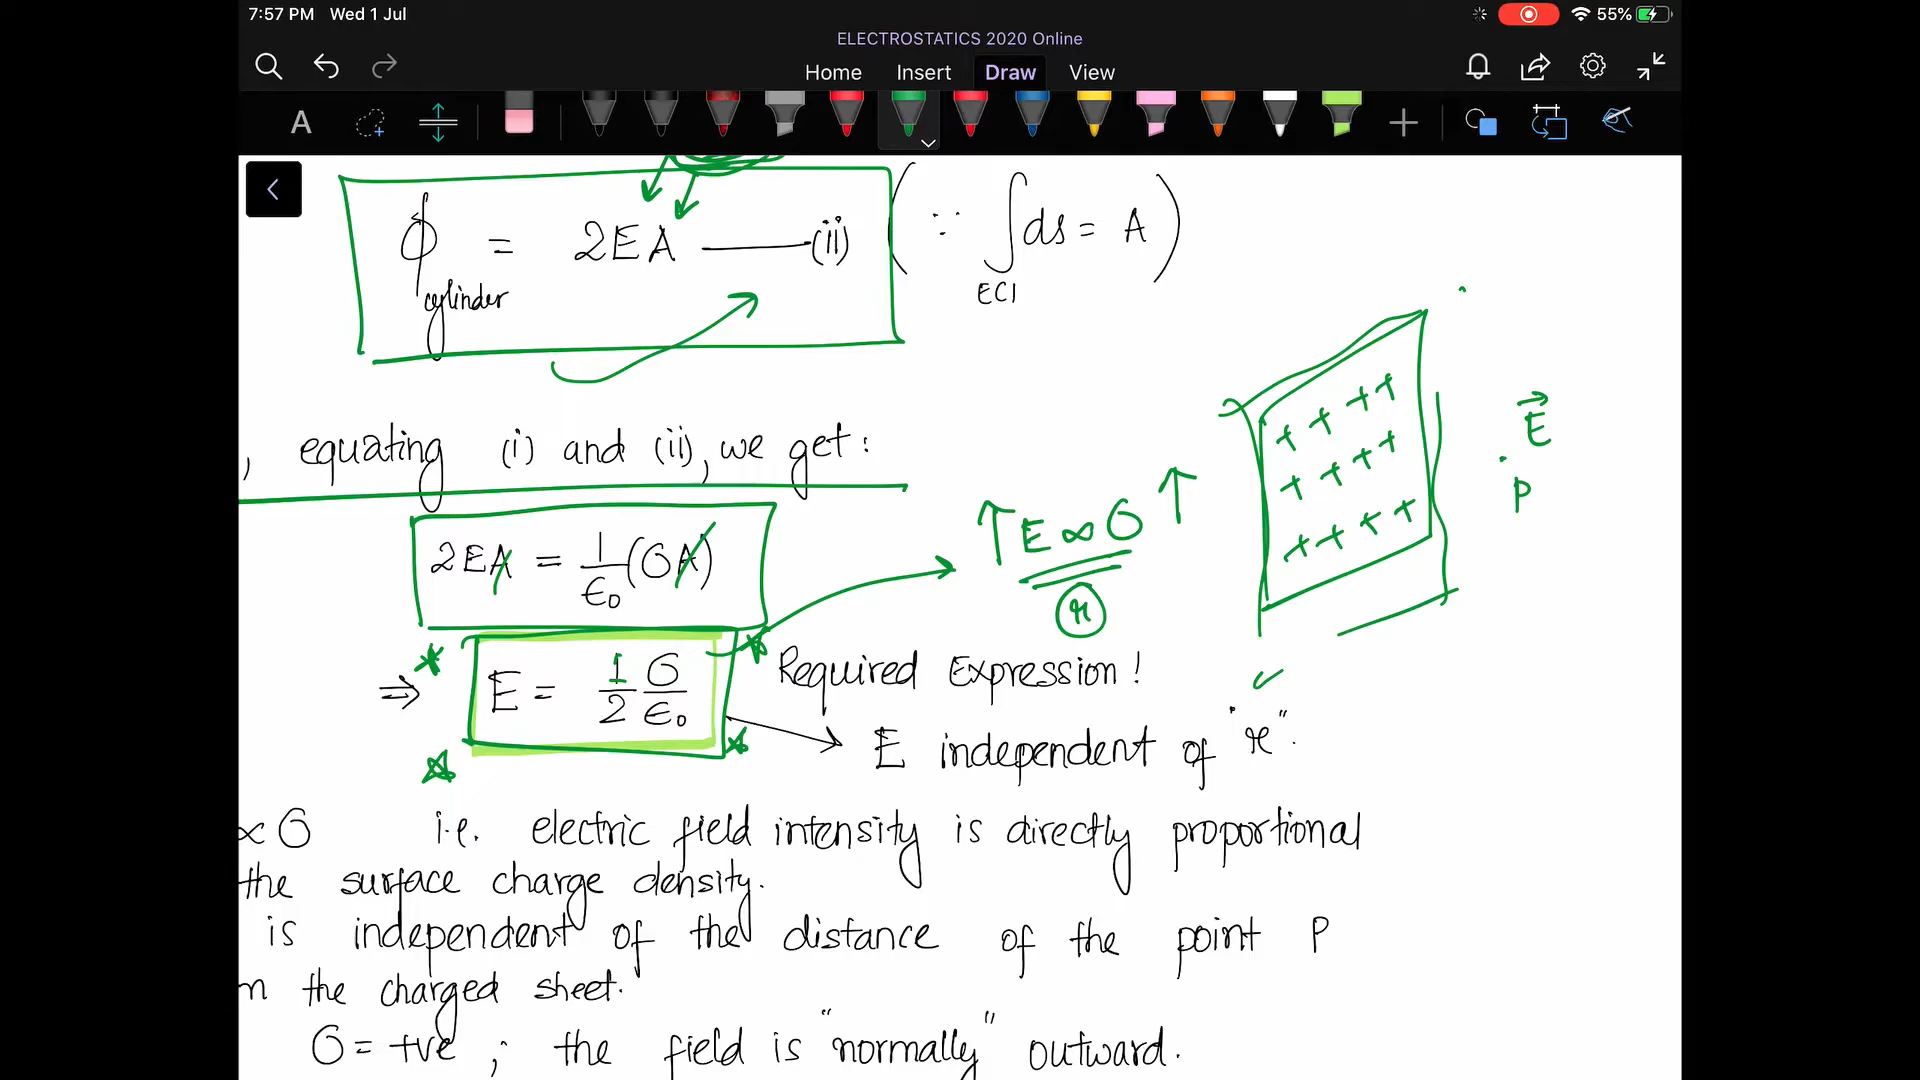 7:57 PM Wed 1 Jul
55%
ELECTROSTATICS 2020 Online
Home Insert Draw View
A
ϕ cylinder = 2EA —— (ii) (∵ ∫ ds = A)
EC1
E⃗
P
, equating (i) and (ii), we get:
2EA = 1/ϵ₀ (σA)
↑ E ∝ σ ↑
r
⇒ E = 1/2 σ/ϵ₀
Required Expression!
→ E independent of "r".
∝ σ i.e. electric field intensity is directly proportional
the surface charge density.
is independent of the distance of the point P
m the charged sheet.
σ = +ve ; the field is "normally" outward.